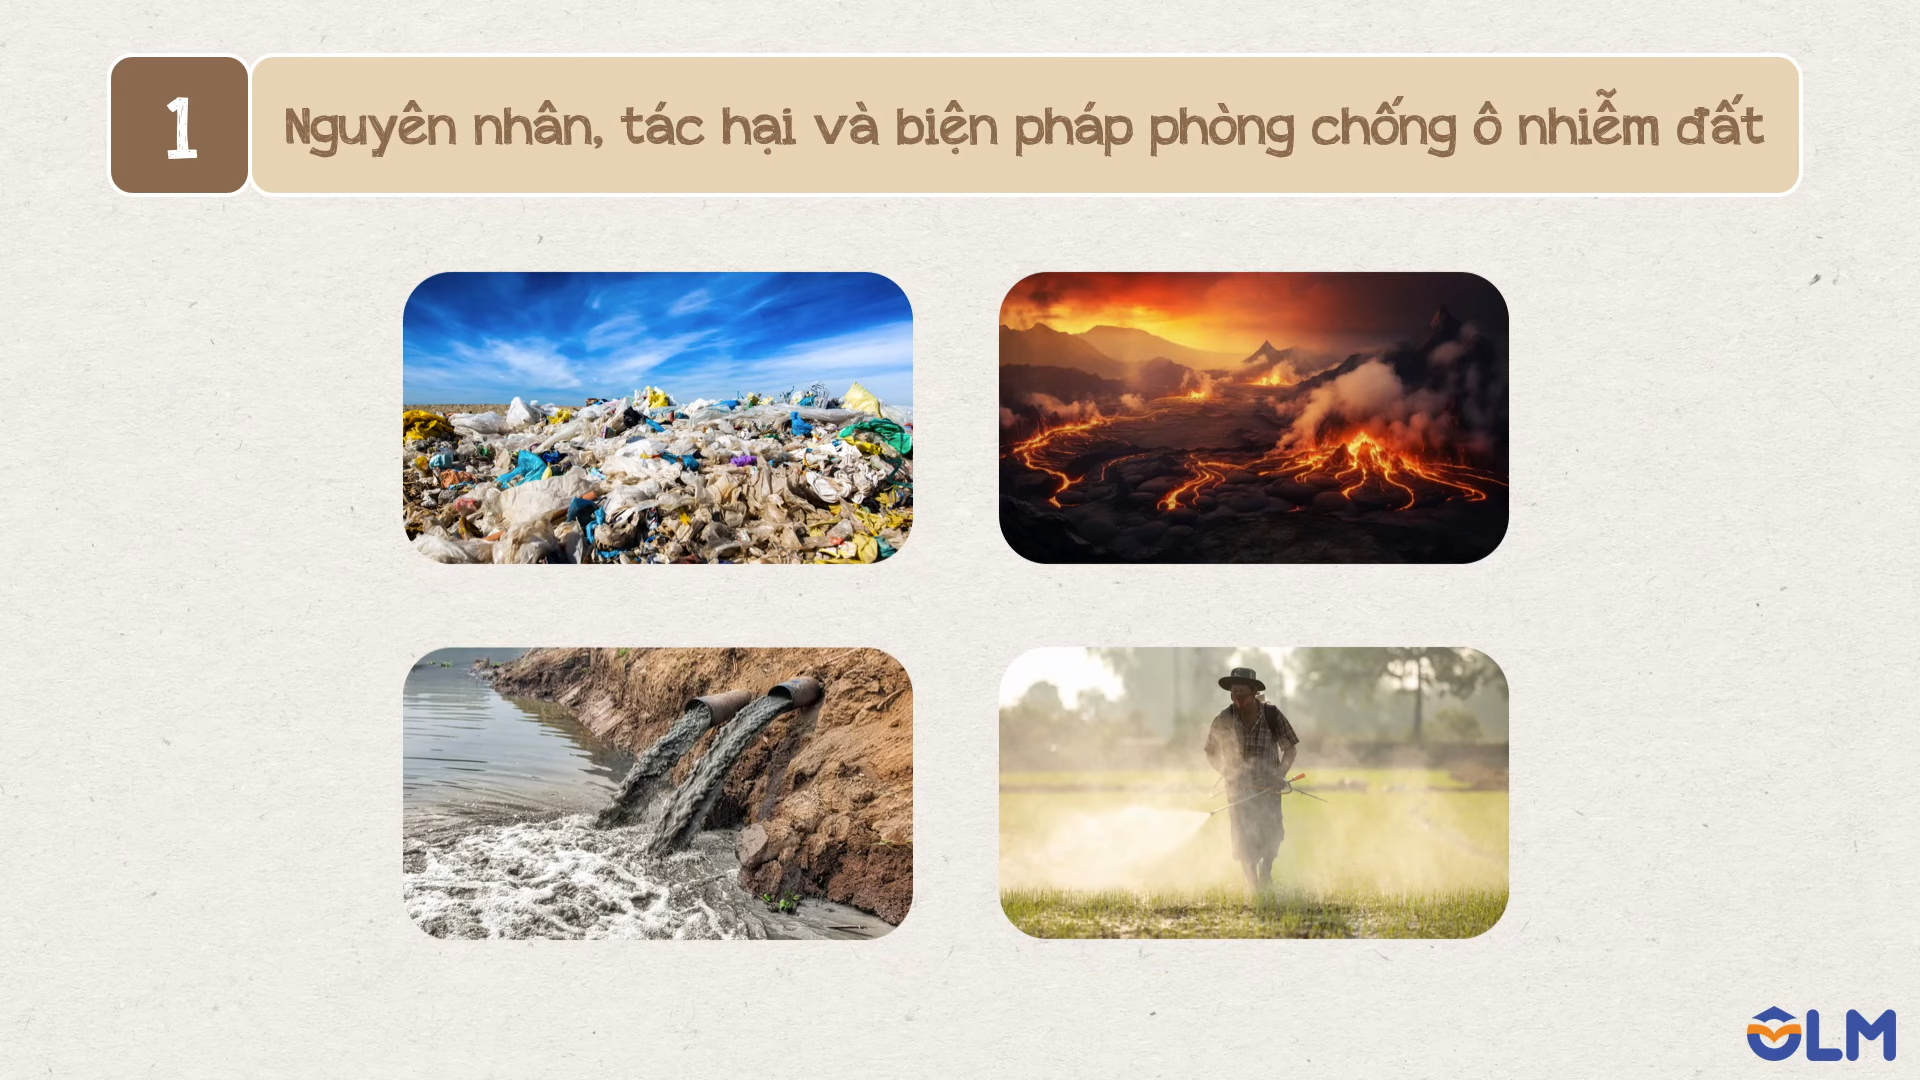 1
Nguyên nhân, tác hại và biện pháp phòng chống ô nhiễm đất
OLM